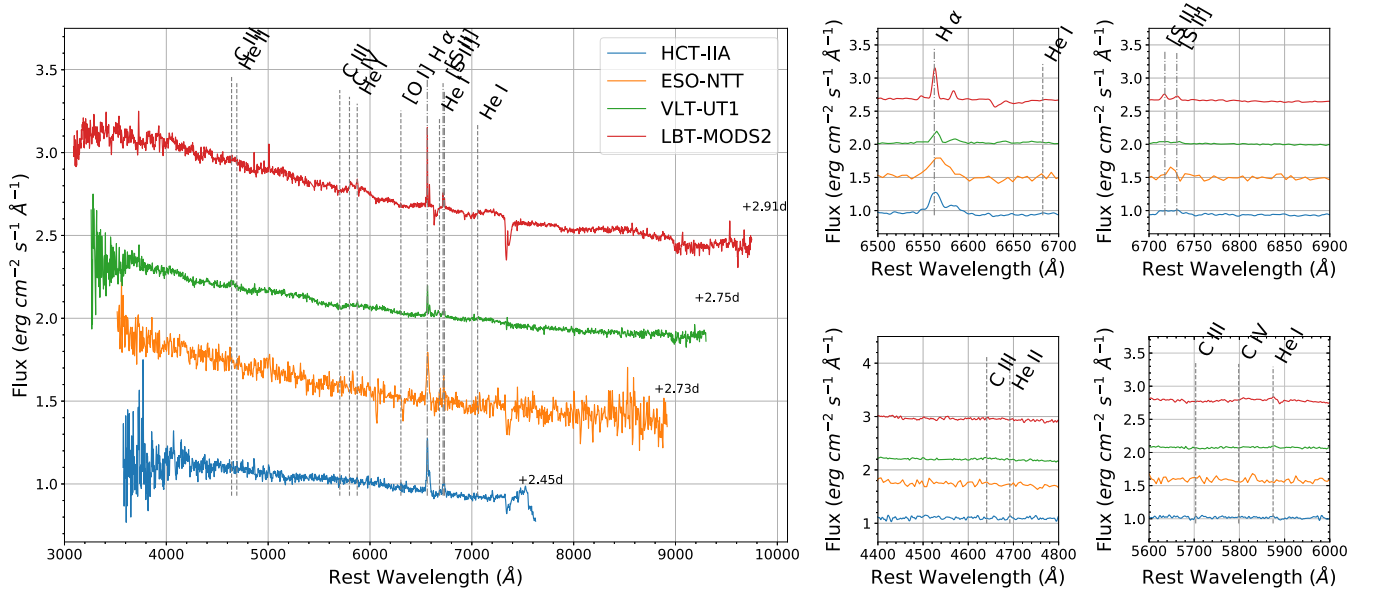 C III
He II
C III
C IV
He I
[O I]
H α
He I
[S II]
[S II]
He I
HCT-IIA
ESO-NTT
VLT-UT1
LBT-MODS2
+2.91d
+2.75d
+2.73d
+2.45d
3.5
3.0
2.5
2.0
1.5
1.0
Flux (erg cm⁻² s⁻¹ Å⁻¹)
3000 4000 5000 6000 7000 8000 9000 10000
Rest Wavelength (Å)
H α
He I
3.5
3.0
2.5
2.0
1.5
1.0
Flux (erg cm⁻² s⁻¹ Å⁻¹)
6500 6550 6600 6650 6700
Rest Wavelength (Å)
[S II]
[S II]
3.5
3.0
2.5
2.0
1.5
1.0
Flux (erg cm⁻² s⁻¹ Å⁻¹)
6700 6750 6800 6850 6900
Rest Wavelength (Å)
C III
He II
4
3
2
1
Flux (erg cm⁻² s⁻¹ Å⁻¹)
4400 4500 4600 4700 4800
Rest Wavelength (Å)
C III
C IV
He I
3.5
3.0
2.5
2.0
1.5
1.0
Flux (erg cm⁻² s⁻¹ Å⁻¹)
5600 5700 5800 5900 6000
Rest Wavelength (Å)